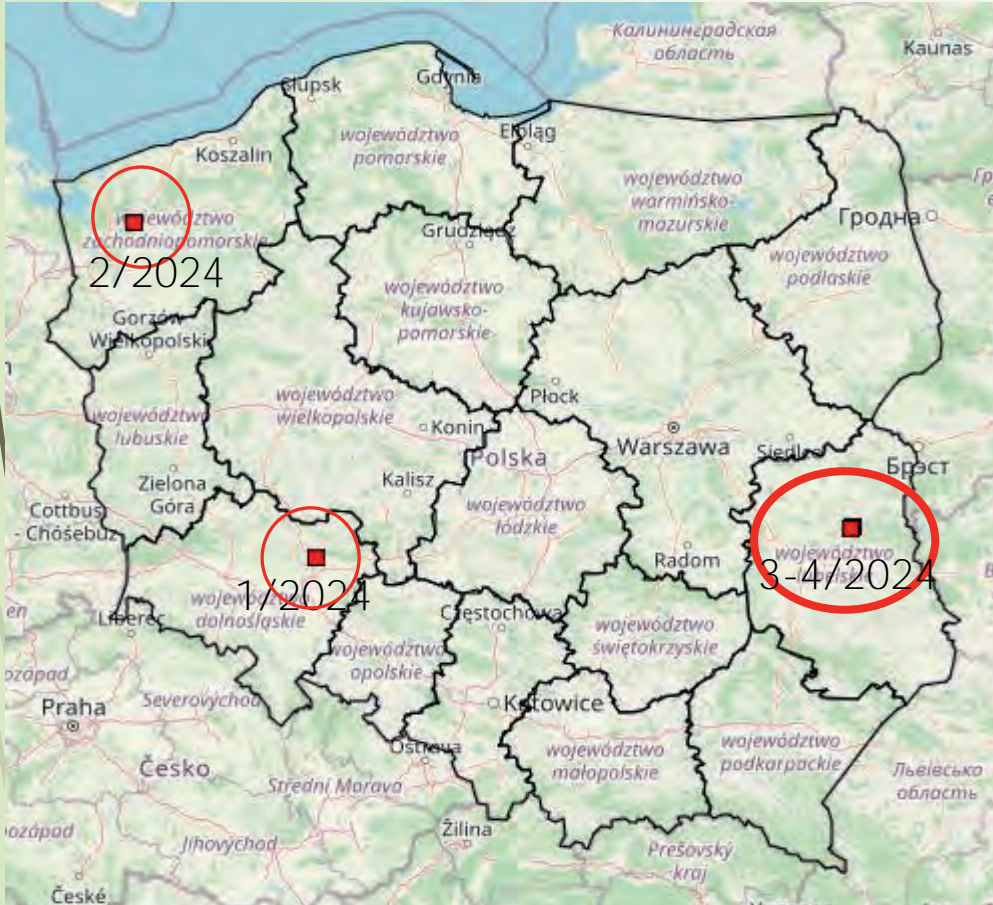 Калининградская
область
Kaunas
Słupsk
Gdynia
Elbląg
Koszalin
województwo
pomorskie
województwo
warmińsko-
mazurskie
Гродна
województwo
zachodniopomorskie
2/2024
Grudziądz
województwo
podlaskie
województwo
kujawsko-
pomorskie
Gorzów
Wielkopolski
Płock
województwo
wielkopolskie
Konin
województwo
lubuskie
Warszawa
Siedlce
Брэст
Polska
Kalisz
Zielona
Góra
Cottbus
- Chóśebuz
województwo
łódzkie
Radom
województwo
3-4/2024
1/2024
województwo
dolnośląskie
Liberec
Częstochowa
województwo
świętokrzyskie
województwo
opolskie
ozápad
Severovýchod
Praha
Katowice
Ostrava
województwo
małopolskie
województwo
podkarpackie
Česko
Střední Morava
Львівська
область
ozápad
Jihovýchod
Žilina
Prešovský
kraj
České